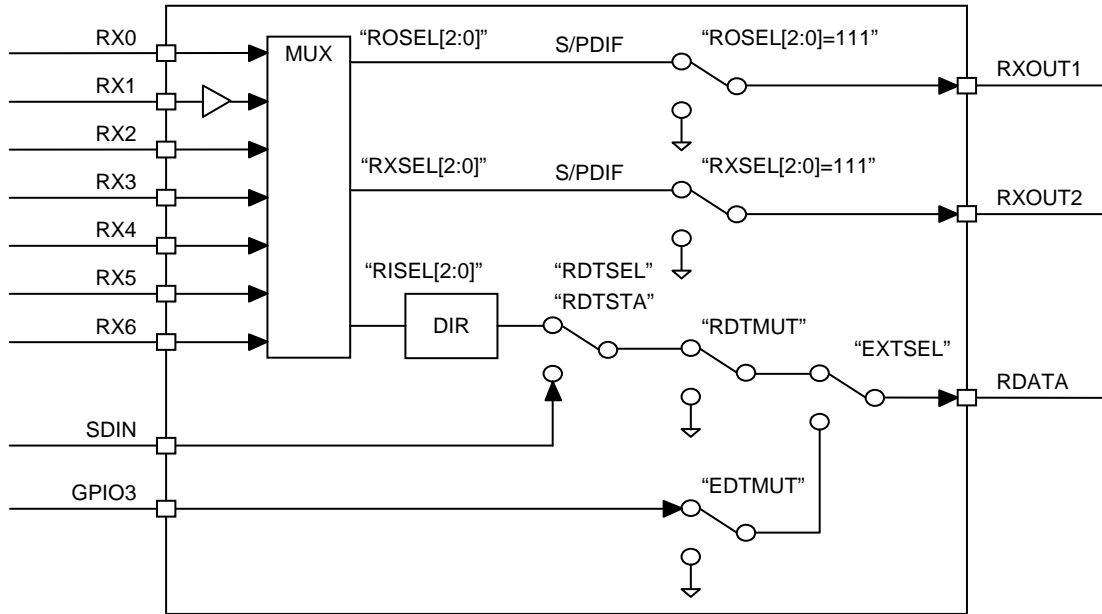 RX0
MUX
“ROSEL[2:0]”
S/PDIF
“ROSEL[2:0]=111”
RXOUT1
RX1
RX2
RX3
“RXSEL[2:0]”
S/PDIF
“RXSEL[2:0]=111”
RXOUT2
RX4
RX5
“RISEL[2:0]”
“RDTSEL”
“RDTSTA”
RX6
DIR
“RDTMUT”
“EXTSEL”
RDATA
SDIN
GPIO3
“EDTMUT”